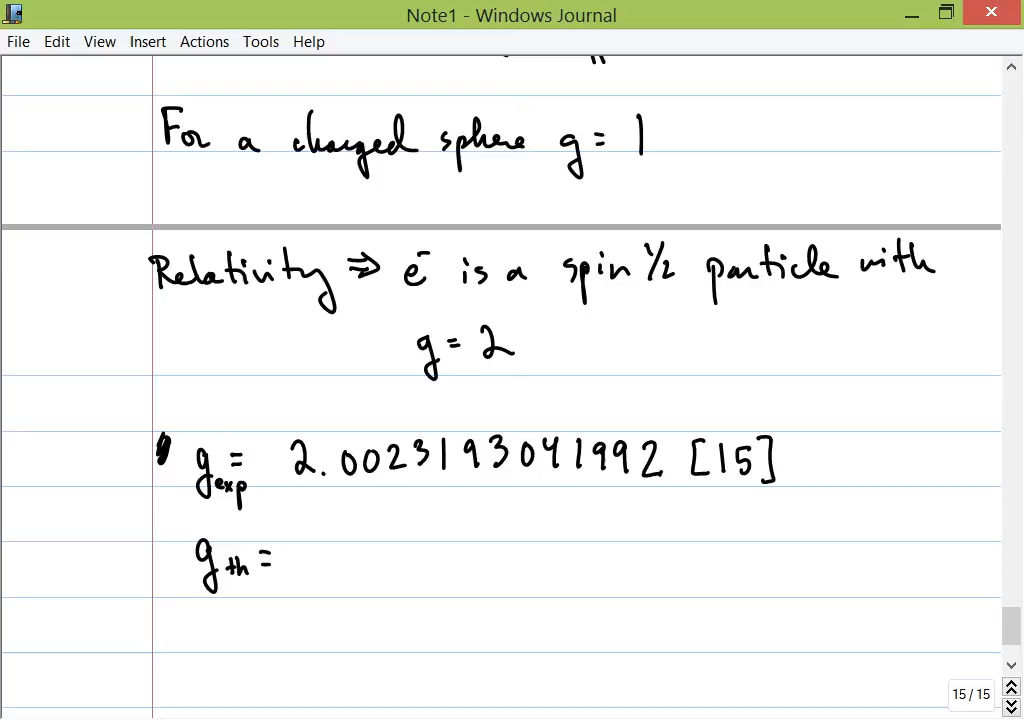 Note1 - Windows Journal
File Edit View Insert Actions Tools Help
For a charged sphere g = 1
Relativity ⇒ e⁻ is a spin 1/2 particle with
g = 2
g_exp = 2.0023193041992 [15]
g_th =
15 / 15